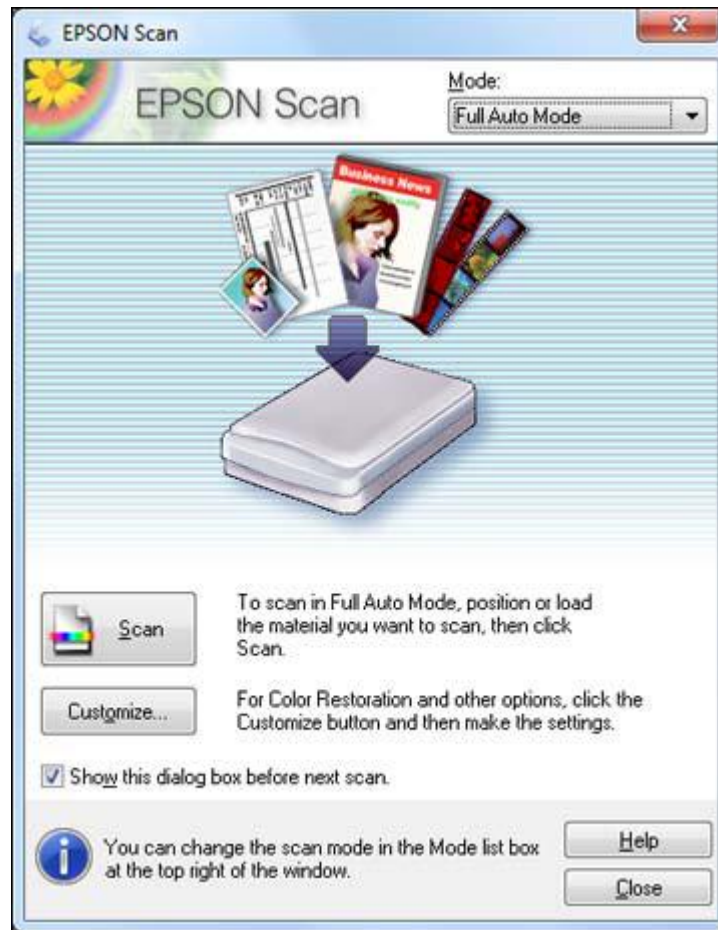 EPSON Scan
EPSON Scan
Mode:
Full Auto Mode
Business News
Scan
To scan in Full Auto Mode, position or load
the material you want to scan, then click
Scan.
Customize...
For Color Restoration and other options, click the
Customize button and then make the settings.
Show this dialog box before next scan.
You can change the scan mode in the Mode list box
at the top right of the window.
Help
Close